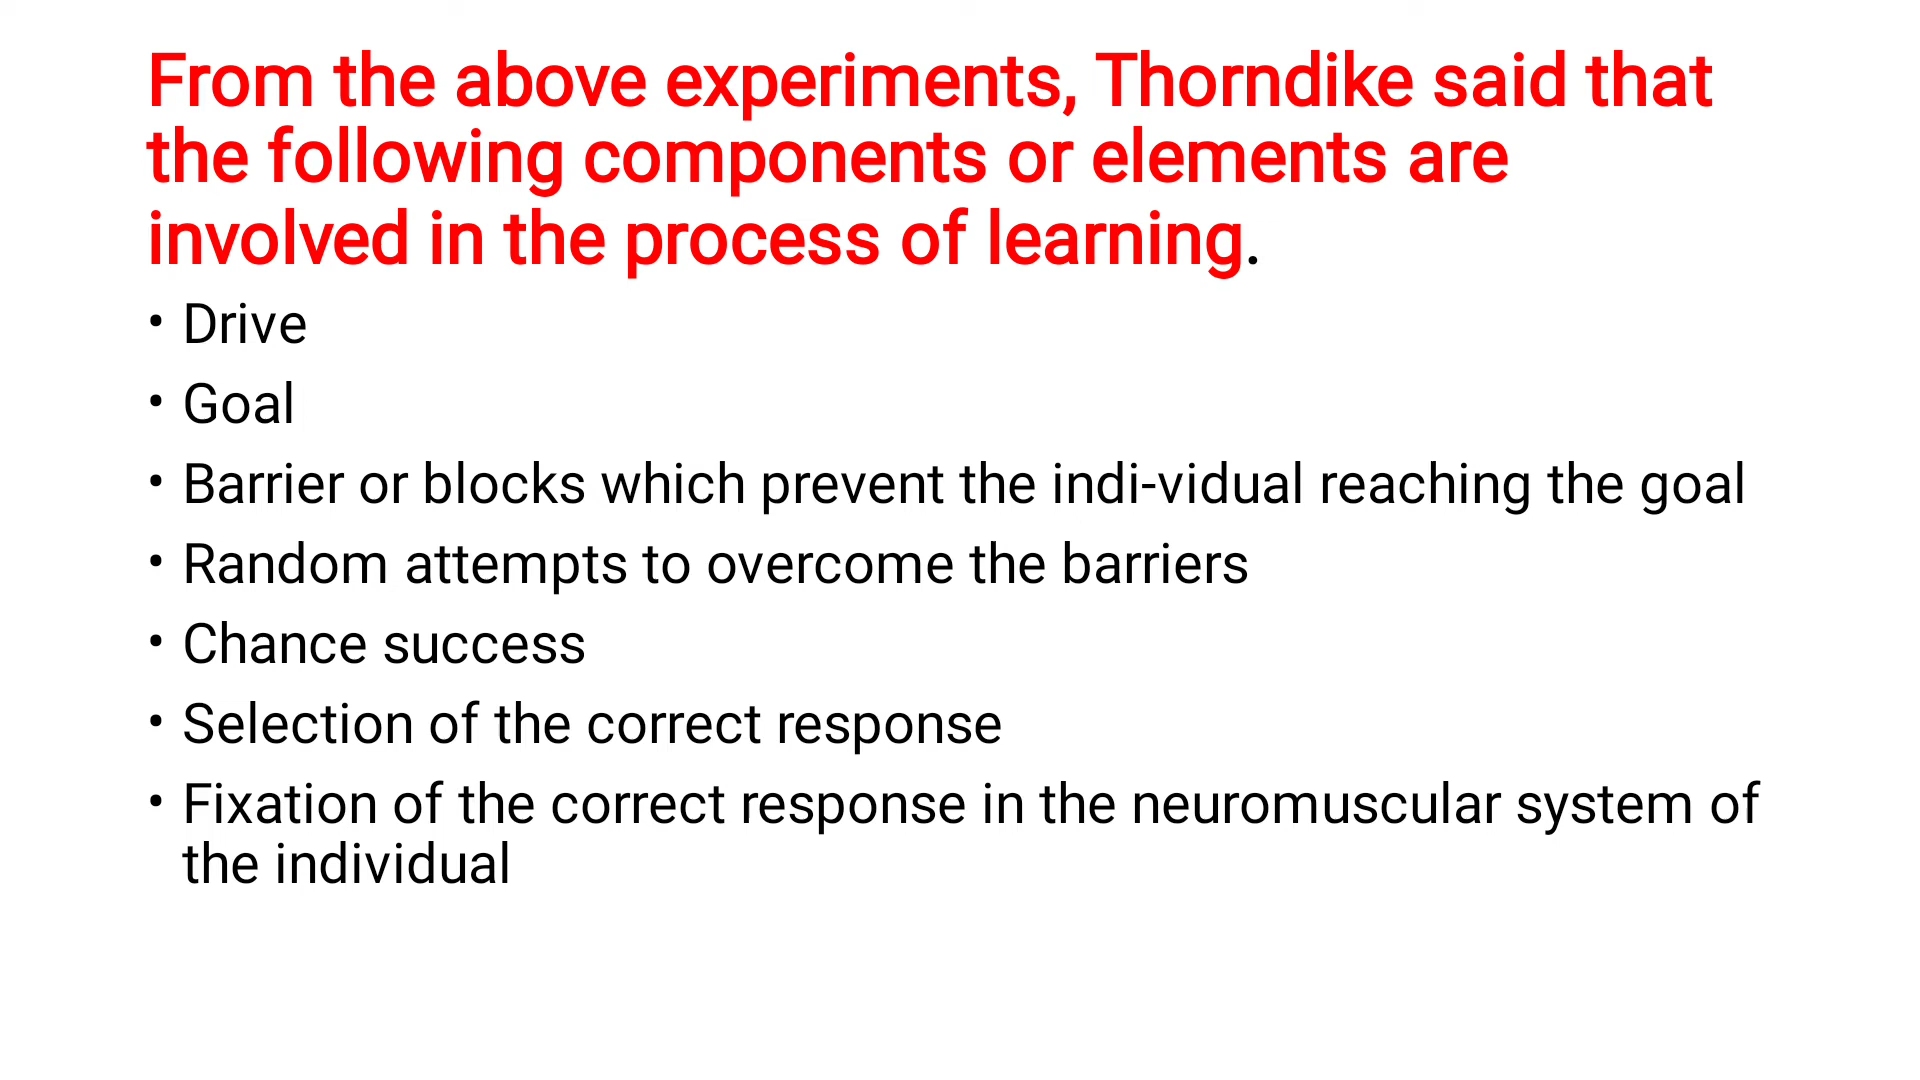 From the above experiments, Thorndike said that
the following components or elements are
involved in the process of learning.
• Drive
• Goal
• Barrier or blocks which prevent the indi-vidual reaching the goal
• Random attempts to overcome the barriers
• Chance success
• Selection of the correct response
• Fixation of the correct response in the neuromuscular system of
the individual